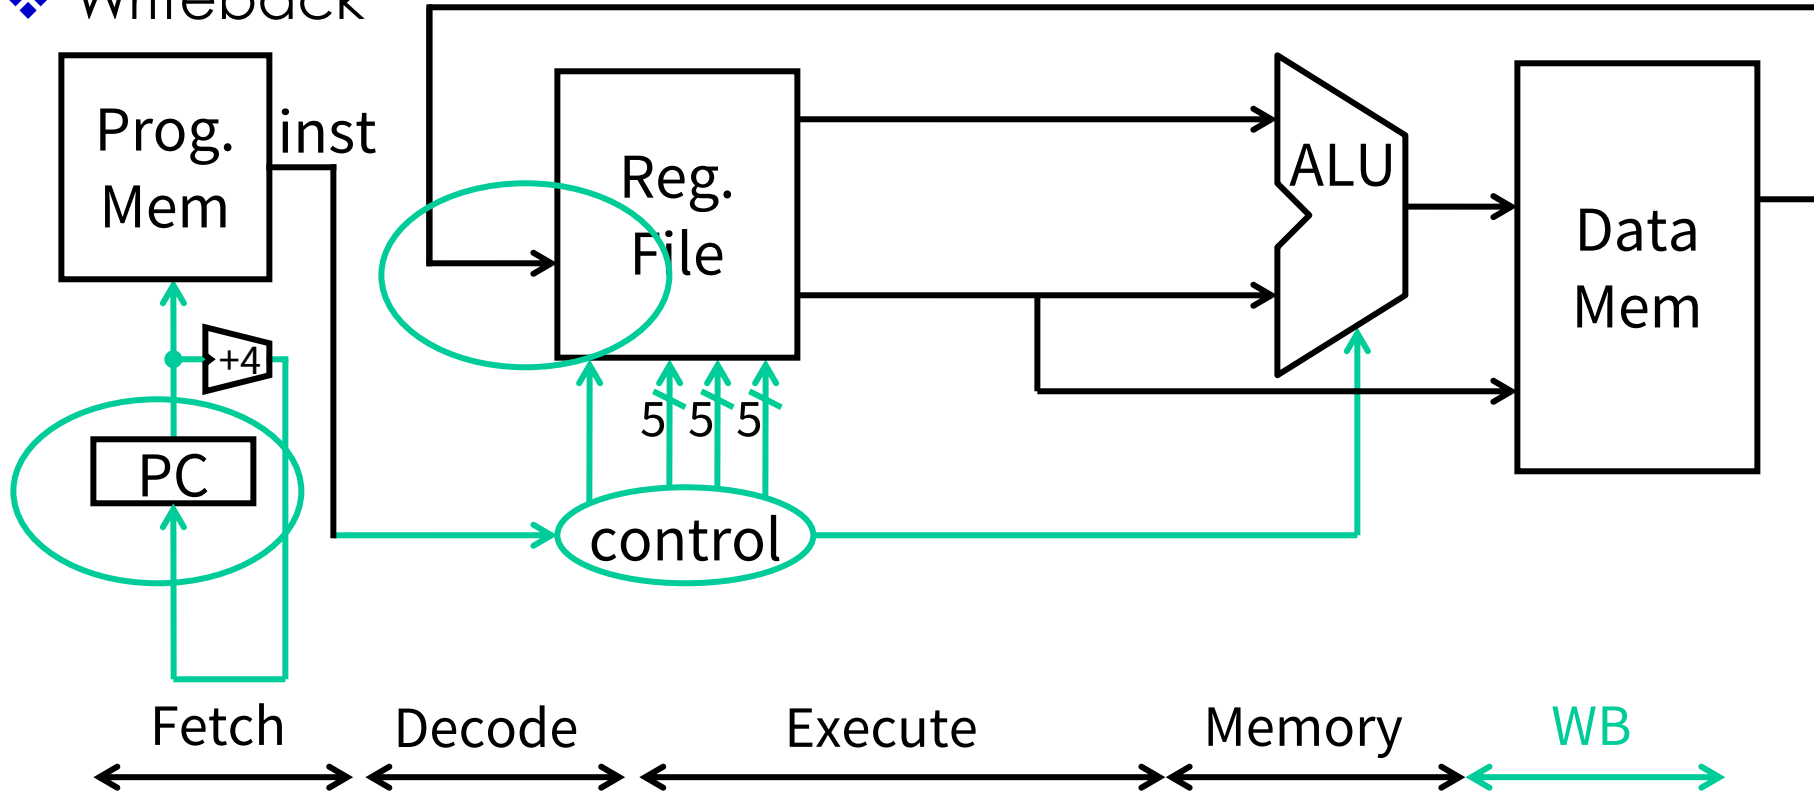 Writeback
Prog.
Mem
inst
Reg.
File
ALU
Data
Mem
+4
PC
5 5 5
control
Fetch
Decode
Execute
Memory
WB